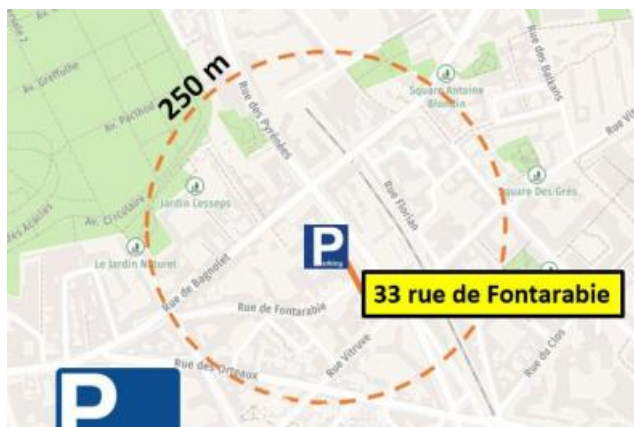 Av. Greffuthe
Av. Pacthod
Av. Circulaire
250 m
Rue des Pyrénées
Square Antoine
Blondin
Rue des Balkans
Square Des Grès
Jardin Lesseps
Le Jardin Naturel
Rue de Bagnolet
Rue Florian
P
arking
33 rue de Fontarabie
Rue de Fontarabie
Rue Vitruve
Rue des Orteaux
Rue du Clos
P